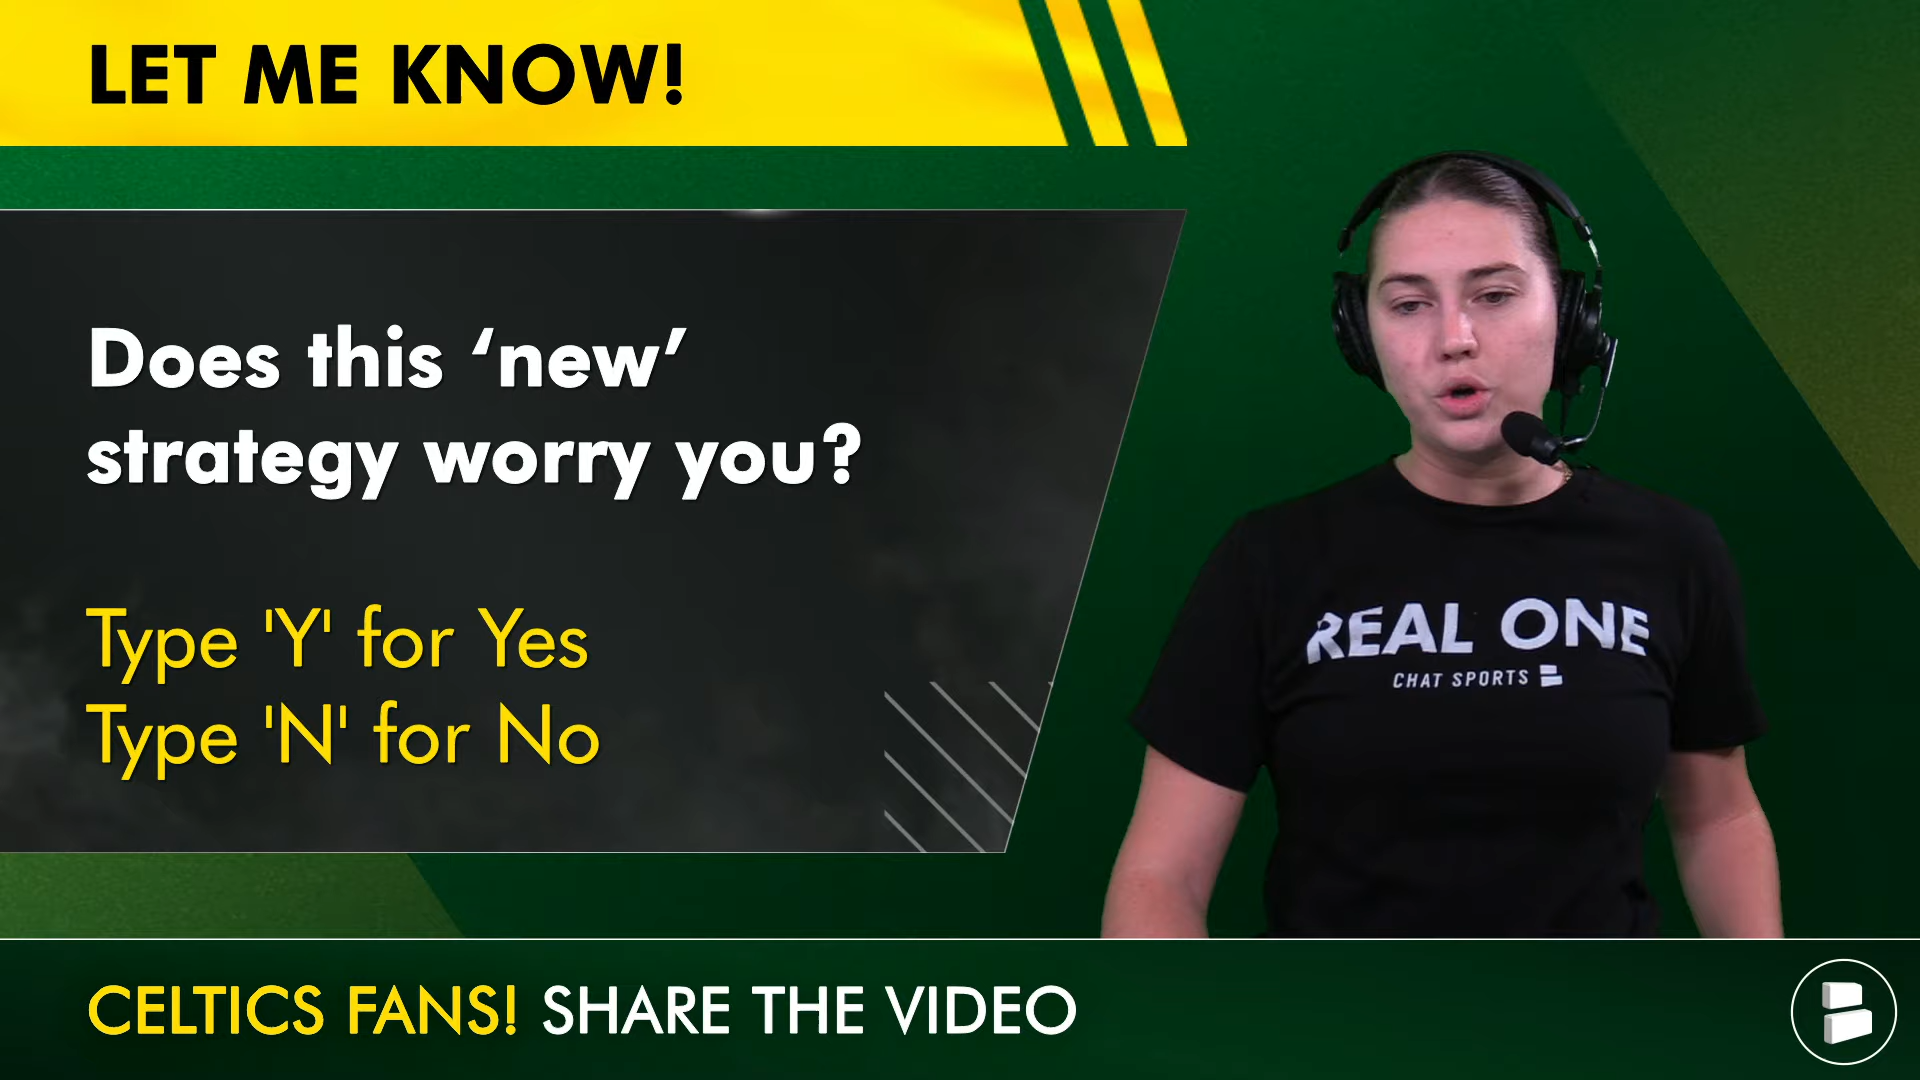 LET ME KNOW!
Does this ‘new’
strategy worry you?
Type 'Y' for Yes
Type 'N' for No
REAL ONE
CHAT SPORTS
CELTICS FANS! SHARE THE VIDEO